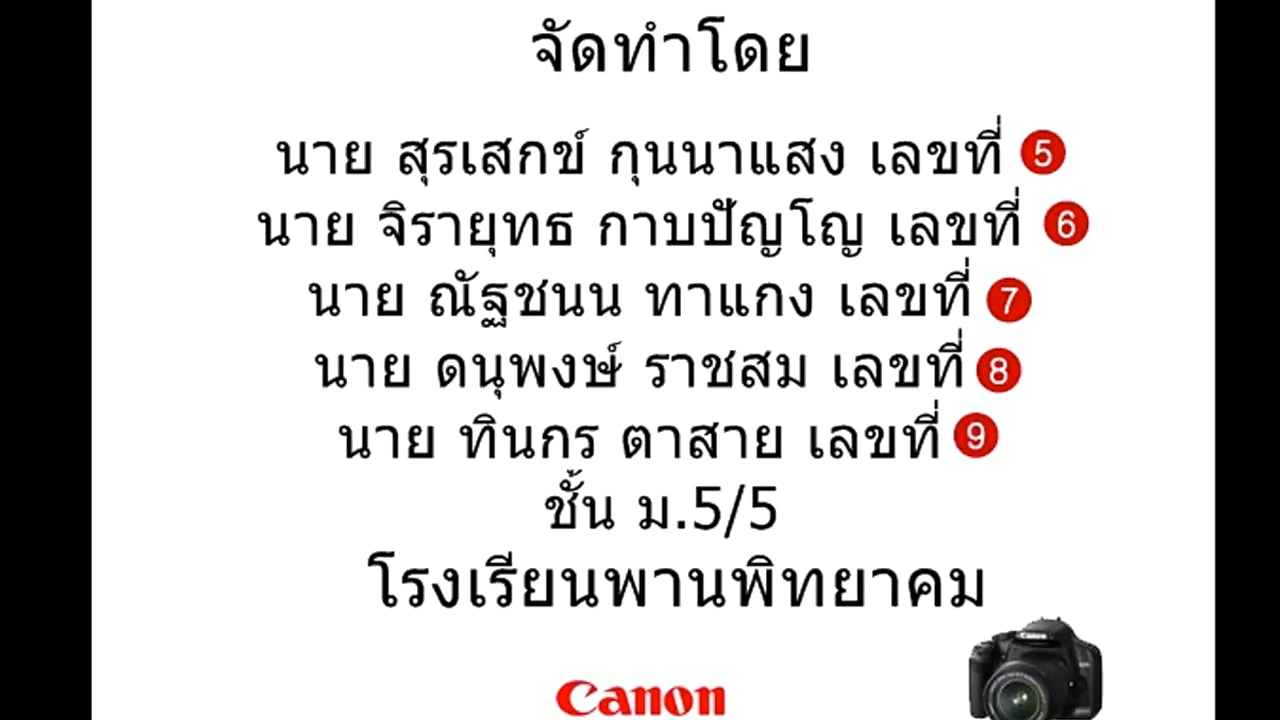 จัดทำโดย
นาย สุรเสกข์ กุนนาแสง เลขที่ 5
นาย จิรายุทธ กาบปัญโญ เลขที่ 6
นาย ณัฐชนน ทาแกง เลขที่ 7
นาย ดนุพงษ์ ราชสม เลขที่ 8
นาย ทินกร ตาสาย เลขที่ 9
ชั้น ม.5/5
โรงเรียนพานพิทยาคม
Canon
Canon